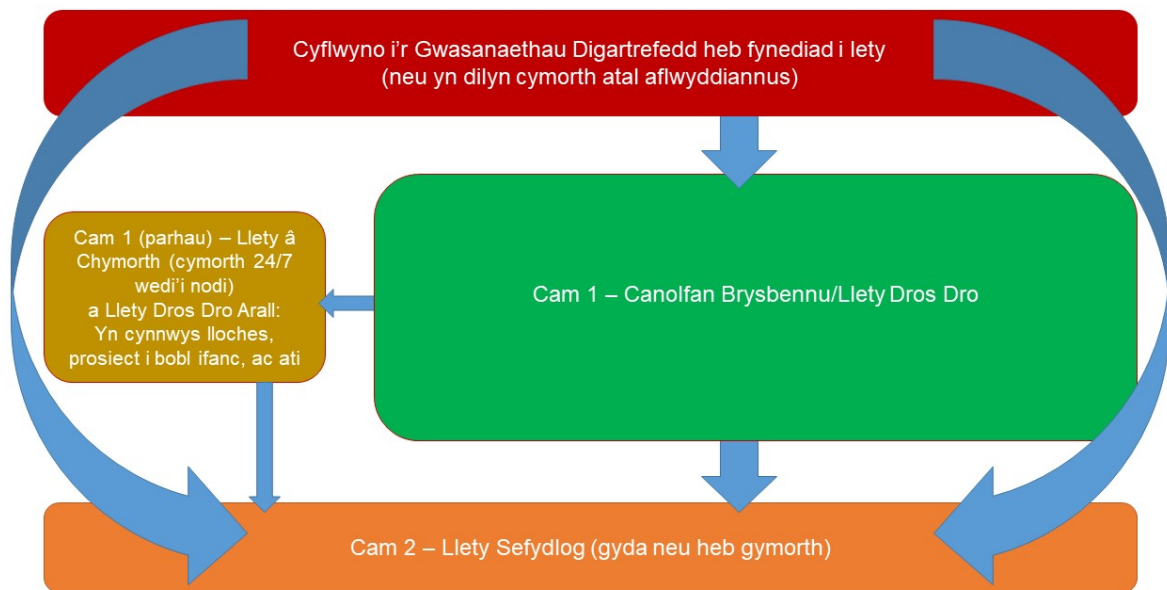 Cyflwyno i'r Gwasanaethau Digartrefedd heb fynediad i lety
(neu yn dilyn cymorth atal aflwyddiannus)
Cam 1 (parhau) – Llety â
Chymorth (cymorth 24/7
wedi'i nodi)
a Llety Dros Dro Arall:
Yn cynnwys lloches,
prosiect i bobl ifanc, ac ati
Cam 1 – Canolfan Brysbennu/Llety Dros Dro
Cam 2 – Llety Sefydlog (gyda neu heb gymorth)